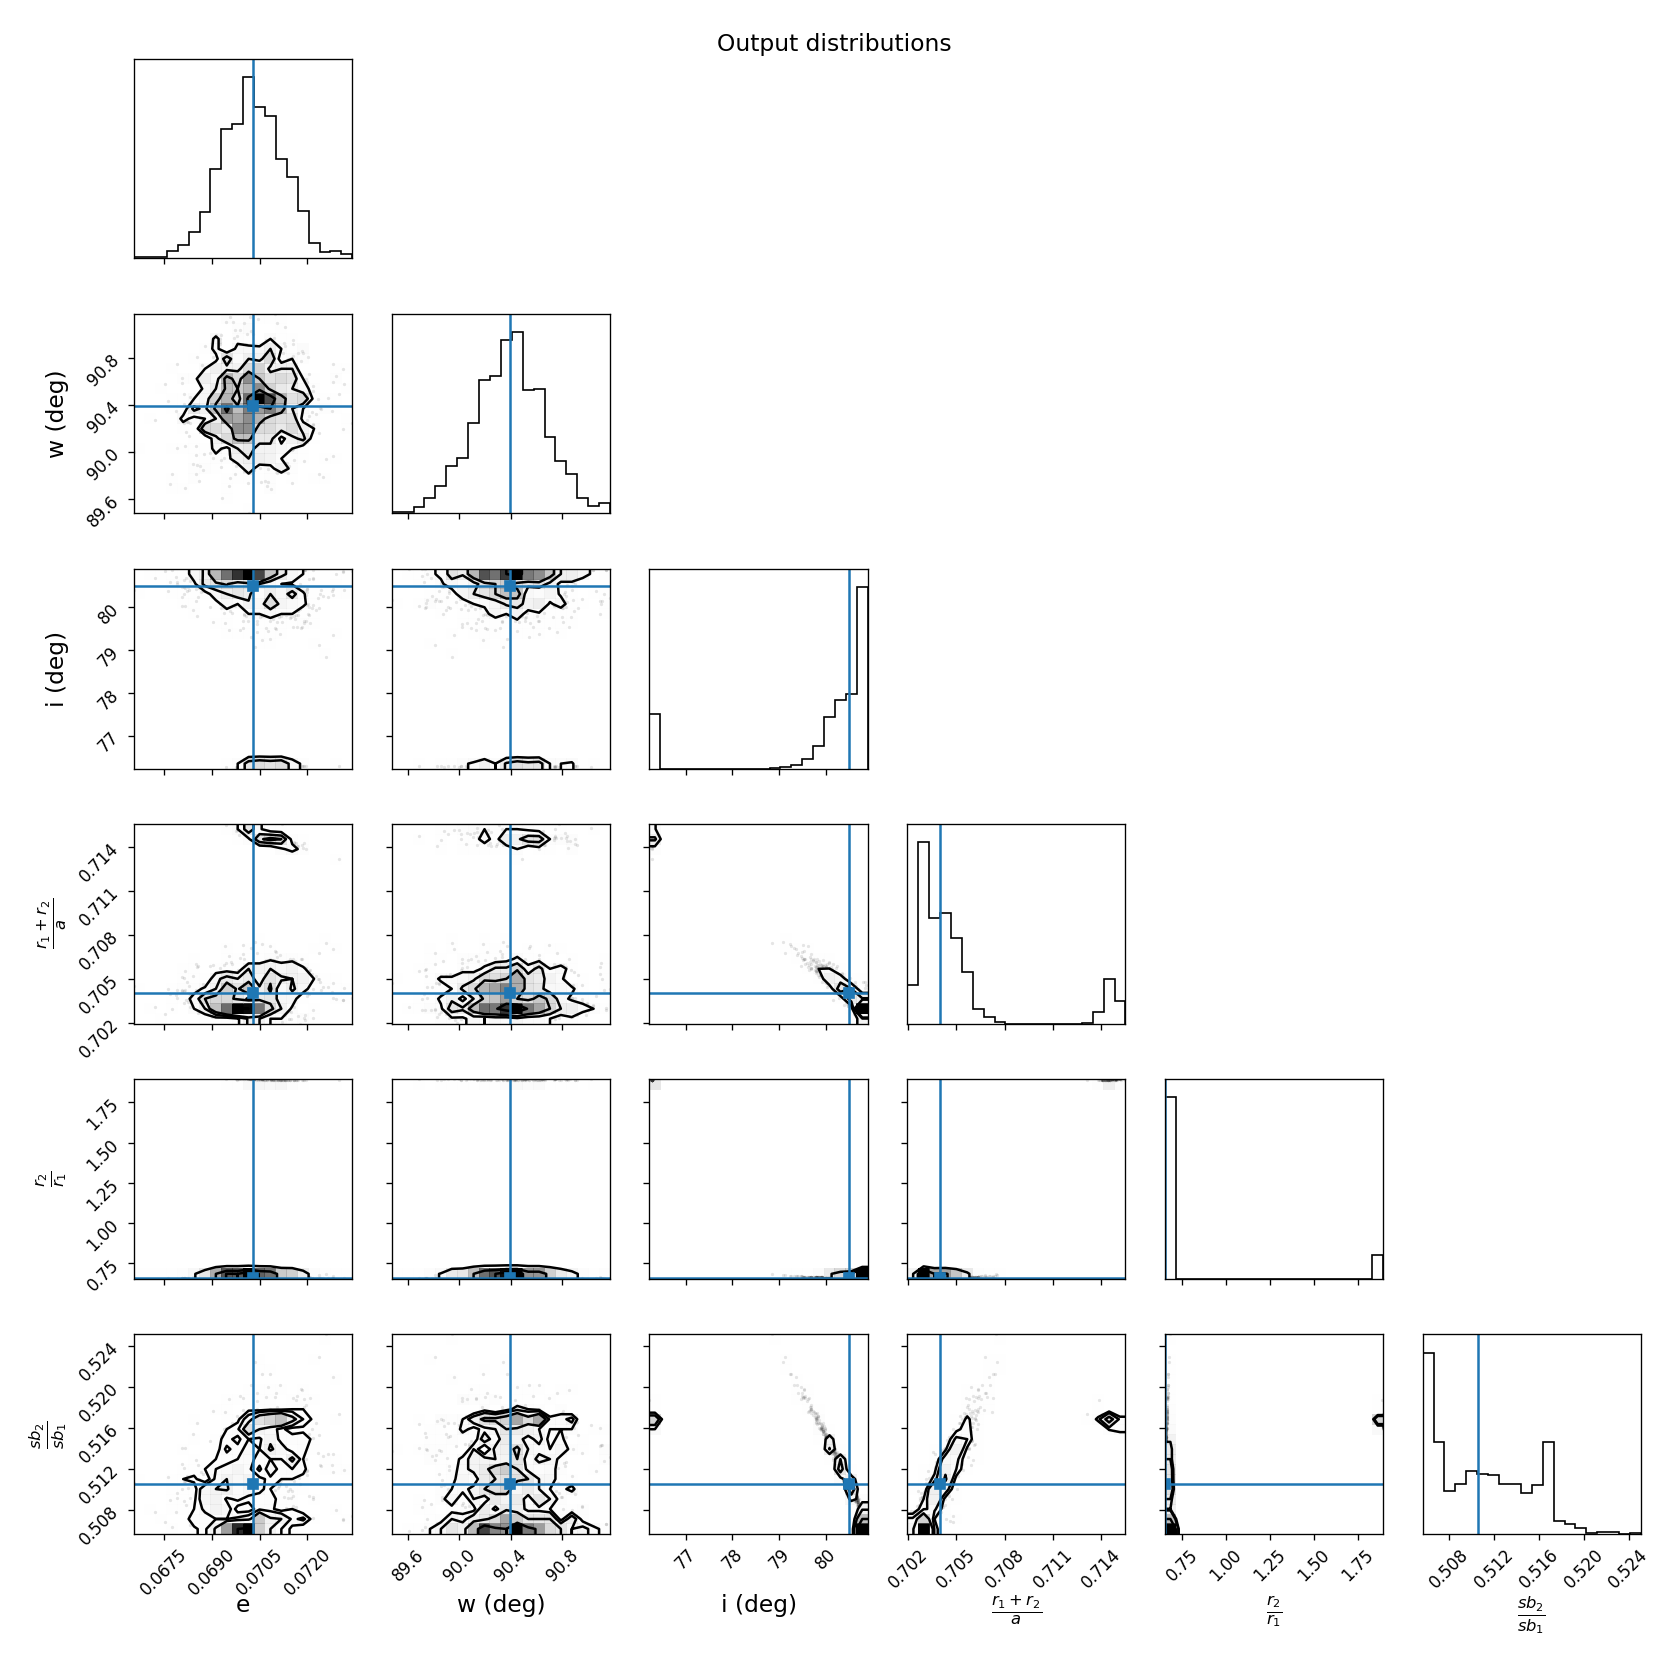 Output distributions
w (deg)
90.8
90.4
90.0
89.6
i (deg)
80
79
78
77
r₁ + r₂
a
0.714
0.711
0.708
0.705
0.702
r₂
r₁
1.75
1.50
1.25
1.00
0.75
sb₂
sb₁
0.524
0.520
0.516
0.512
0.508
0.0675 0.0690 0.0705 0.0720 89.6 90.0 90.4 90.8 77 78 79 80 0.702 0.705 0.708 0.711 0.714 0.75 1.00 1.25 1.50 1.75 0.508 0.512 0.516 0.520 0.524
e w (deg) i (deg) r₁ + r₂ r₂ sb₂
a r₁ sb₁